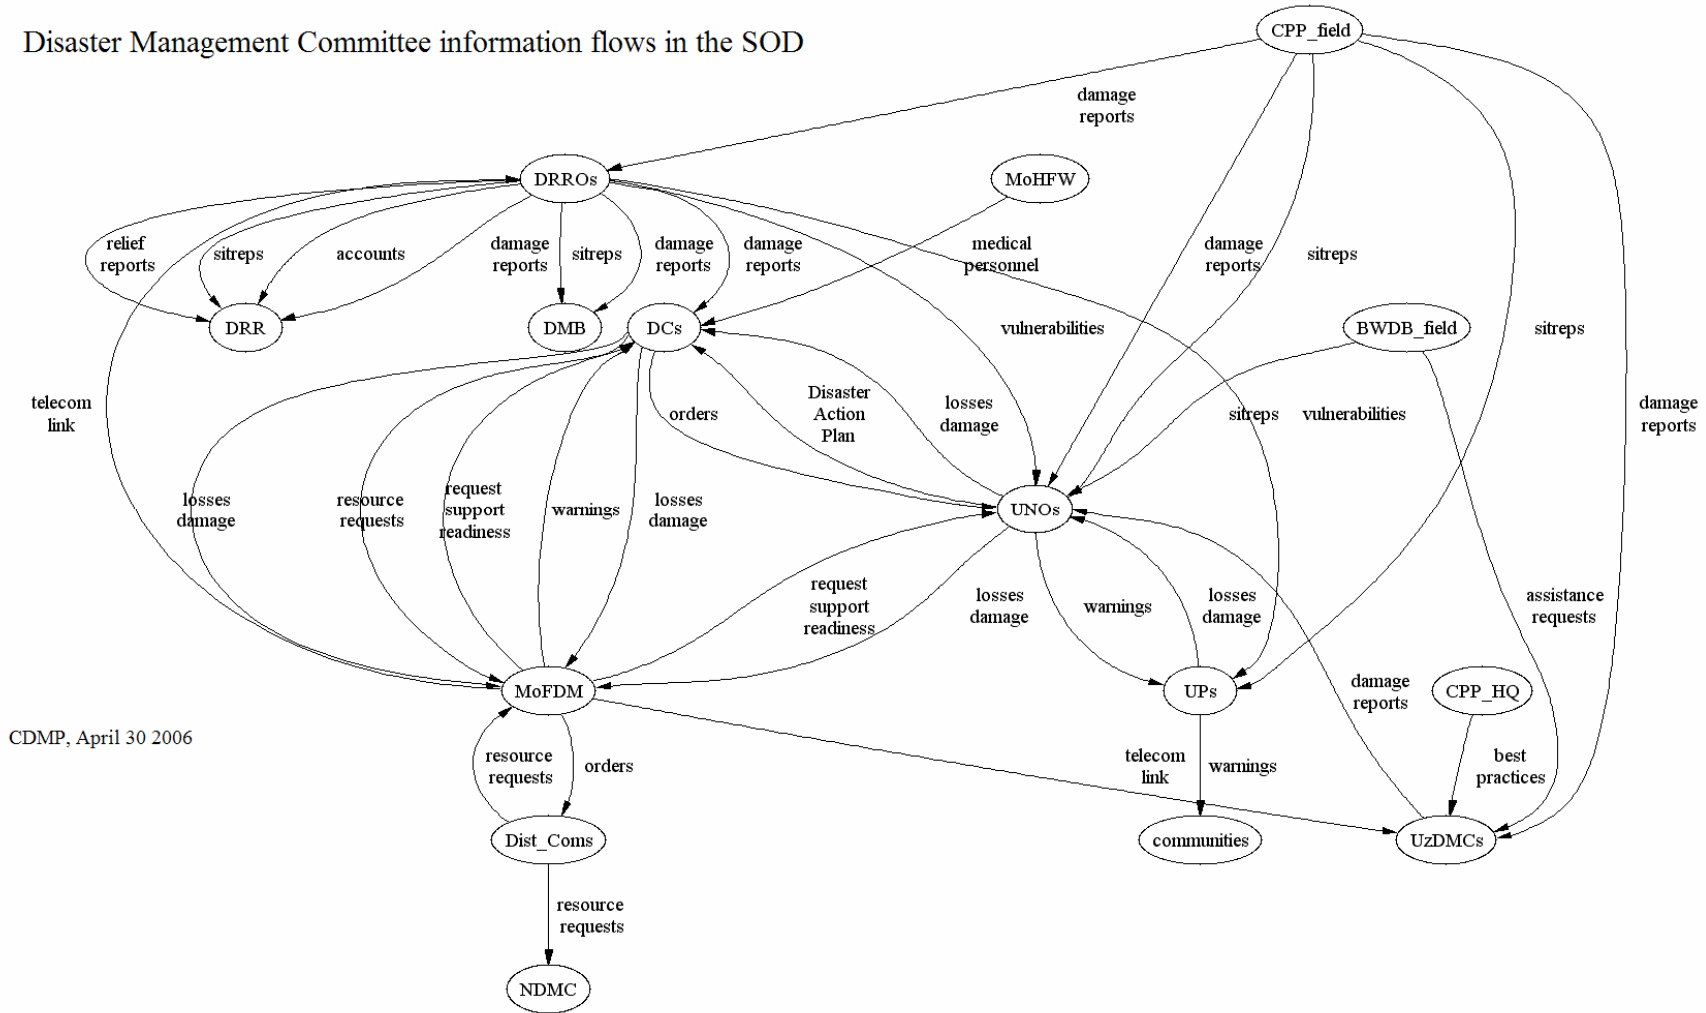 Disaster Management Committee information flows in the SOD
CPP_field
damage
reports
DRROs
MoHFW
relief
reports
sitreps
accounts
damage
reports
sitreps
damage
reports
damage
reports
medical
personnel
damage
reports
sitreps
DRR
DMB
DCs
vulnerabilities
BWDB_field
sitreps
telecom
link
orders
Disaster
Action
Plan
losses
damage
sitreps
vulnerabilities
damage
reports
losses
damage
resource
requests
request
support
readiness
warnings
losses
damage
UNOs
request
support
readiness
losses
damage
warnings
losses
damage
assistance
requests
MoFDM
UPs
damage
reports
CPP_HQ
CDMP, April 30 2006
resource
requests
orders
telecom
link
warnings
best
practices
Dist_Coms
communities
UzDMCs
resource
requests
NDMC